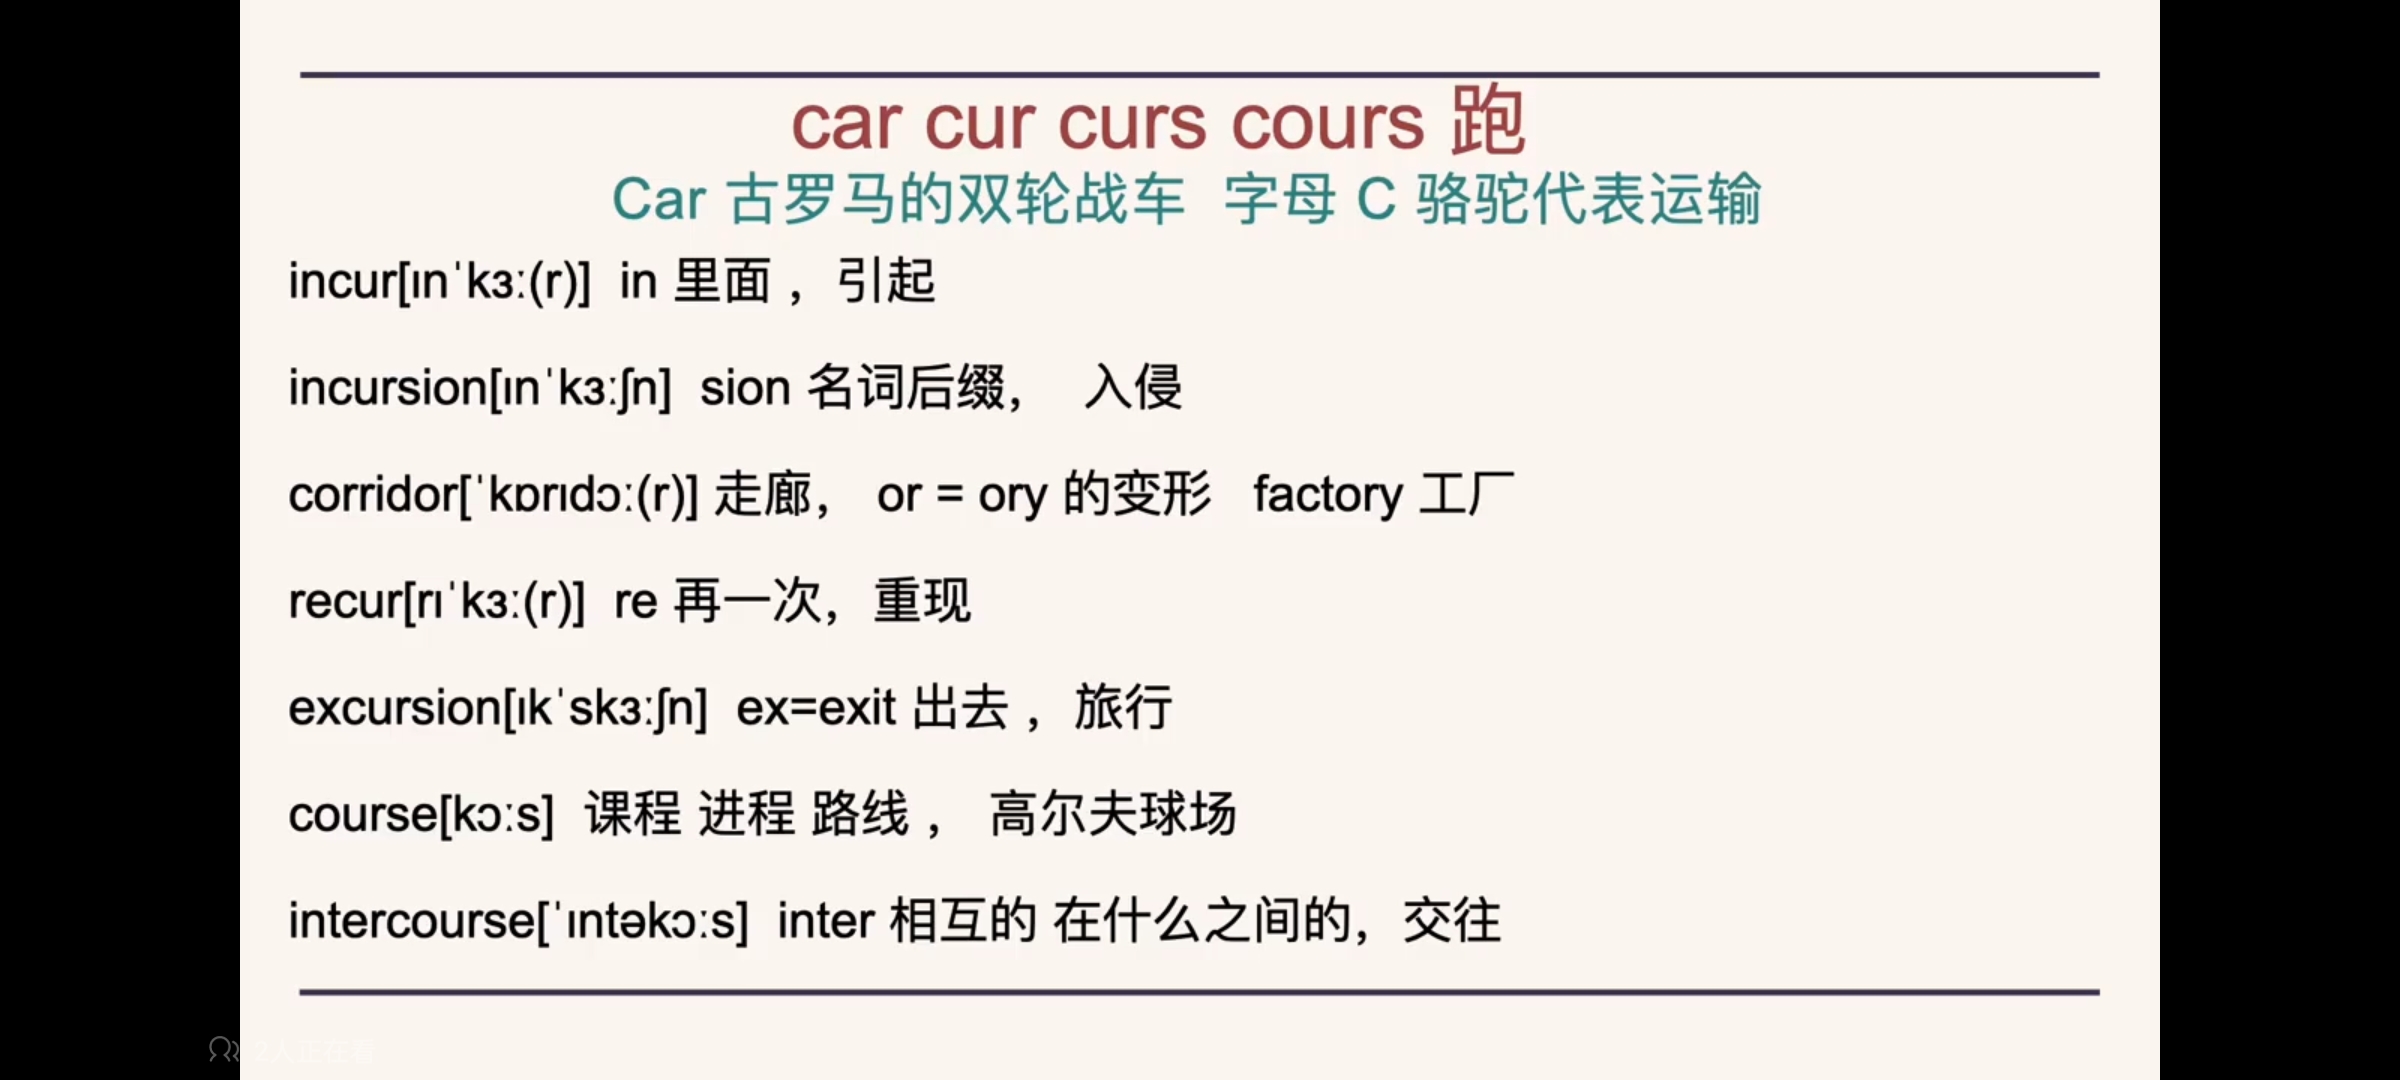 car cur curs cours 跑
Car 古罗马的双轮战车 字母 C 骆驼代表运输
incur[ɪnˈkɜː(r)] in 里面 ，引起
incursion[ɪnˈkɜːʃn] sion 名词后缀， 入侵
corridor[ˈkɒrɪdɔː(r)] 走廊， or = ory 的变形 factory 工厂
recur[rɪˈkɜː(r)] re 再一次，重现
excursion[ɪkˈskɜːʃn] ex=exit 出去 ，旅行
course[kɔːs] 课程 进程 路线 ， 高尔夫球场
intercourse[ˈɪntəkɔːs] inter 相互的 在什么之间的，交往
2人正在看